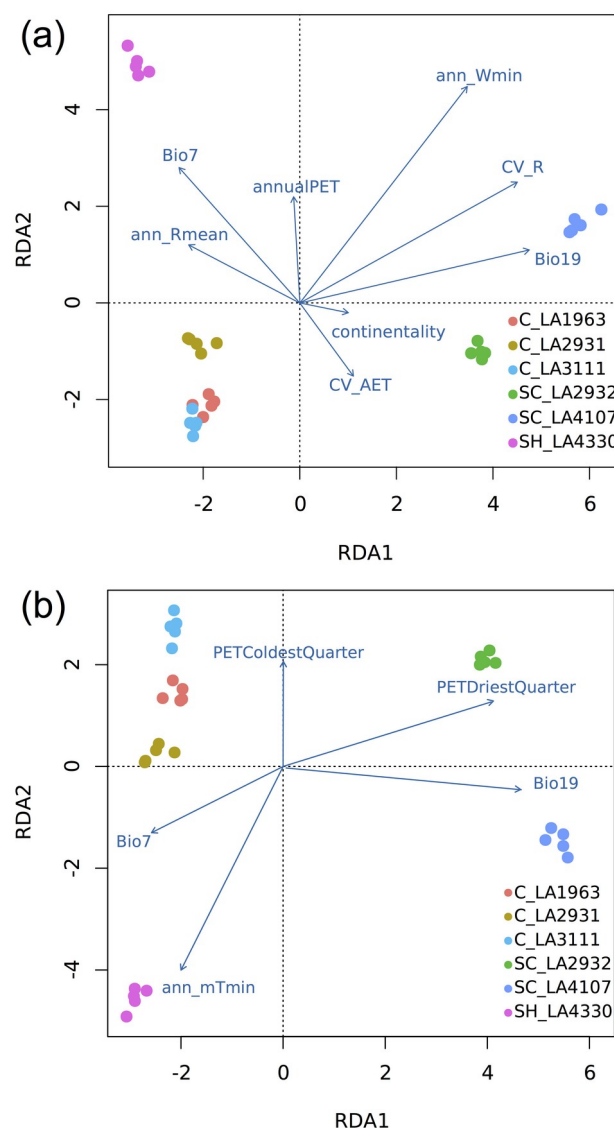 (a)
ann_Wmin
Bio7
CV_R
annualPET
ann_Rmean
Bio19
continentality
CV_AET
RDA2
4
2
0
-2
C_LA1963
C_LA2931
C_LA3111
SC_LA2932
SC_LA4107
SH_LA4330
-2 0 2 4 6
RDA1
(b)
PETColdestQuarter
PETDriestQuarter
Bio19
Bio7
ann_mTmin
RDA2
2
0
-2
-4
C_LA1963
C_LA2931
C_LA3111
SC_LA2932
SC_LA4107
SH_LA4330
-2 0 2 4 6
RDA1